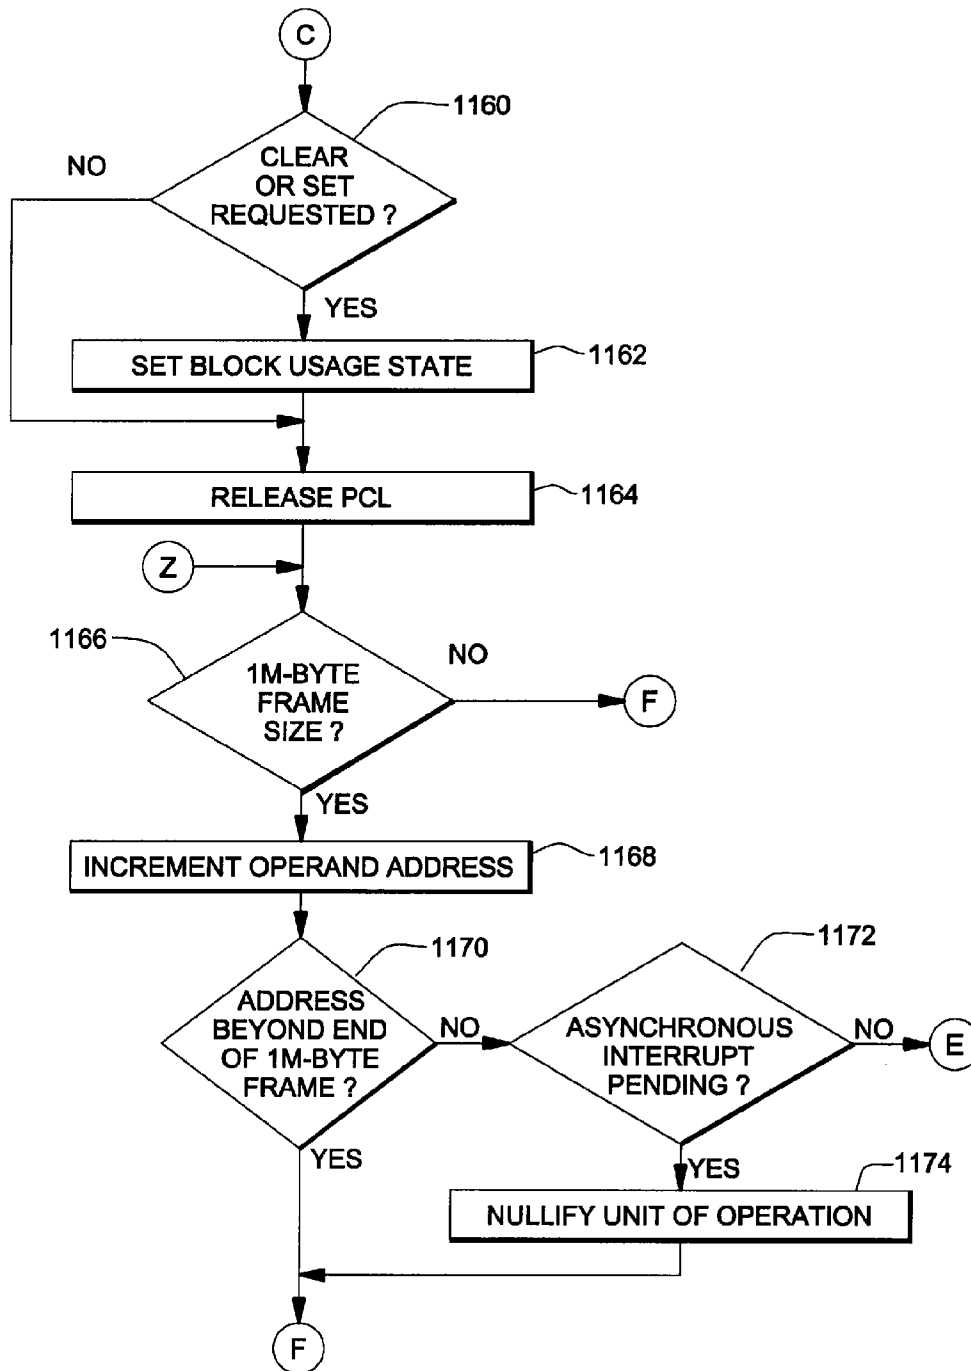 C
1160
CLEAR
OR SET
REQUESTED ?
NO
YES
SET BLOCK USAGE STATE
1162
RELEASE PCL
1164
Z
1166
1M-BYTE
FRAME
SIZE ?
NO
F
YES
INCREMENT OPERAND ADDRESS
1168
1170
ADDRESS
BEYOND END
OF 1M-BYTE
FRAME ?
NO
1172
ASYNCHRONOUS
INTERRUPT
PENDING ?
NO
E
YES
YES
1174
NULLIFY UNIT OF OPERATION
F